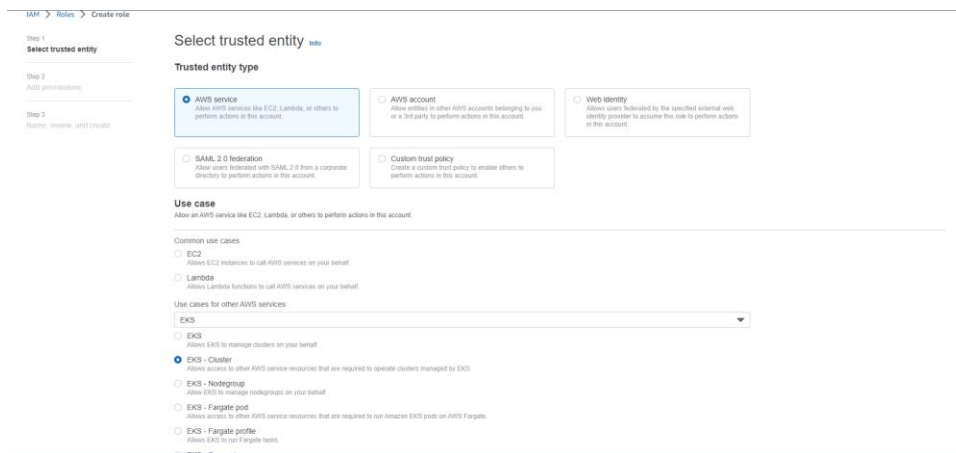 IAM > Roles > Create role
Step 1
Select trusted entity
Step 2
Add permissions
Step 3
Name, review, and create
Select trusted entity Info
Trusted entity type
AWS service
Allow AWS services like EC2, Lambda, or others to
perform actions in this account.
AWS account
Allow entities in other AWS accounts belonging to you
or a 3rd party to perform actions in this account.
Web identity
Allows users federated by the specified external web
identity provider to assume this role to perform actions
in this account.
SAML 2.0 federation
Allow users federated with SAML 2.0 from a corporate
directory to perform actions in this account.
Custom trust policy
Create a custom trust policy to enable others to
perform actions in this account.
Use case
Allow an AWS service like EC2, Lambda, or others to perform actions in this account.
Common use cases
EC2
Allows EC2 instances to call AWS services on your behalf.
Lambda
Allows Lambda functions to call AWS services on your behalf.
Use cases for other AWS services:
EKS
EKS
Allows EKS to manage clusters on your behalf.
EKS - Cluster
Allows access to other AWS service resources that are required to operate clusters managed by EKS.
EKS - Nodegroup
Allow EKS to manage nodegroups on your behalf.
EKS - Fargate pod
Allows access to other AWS service resources that are required to run Amazon EKS pods on AWS Fargate.
EKS - Fargate profile
Allows EKS to run Fargate tasks